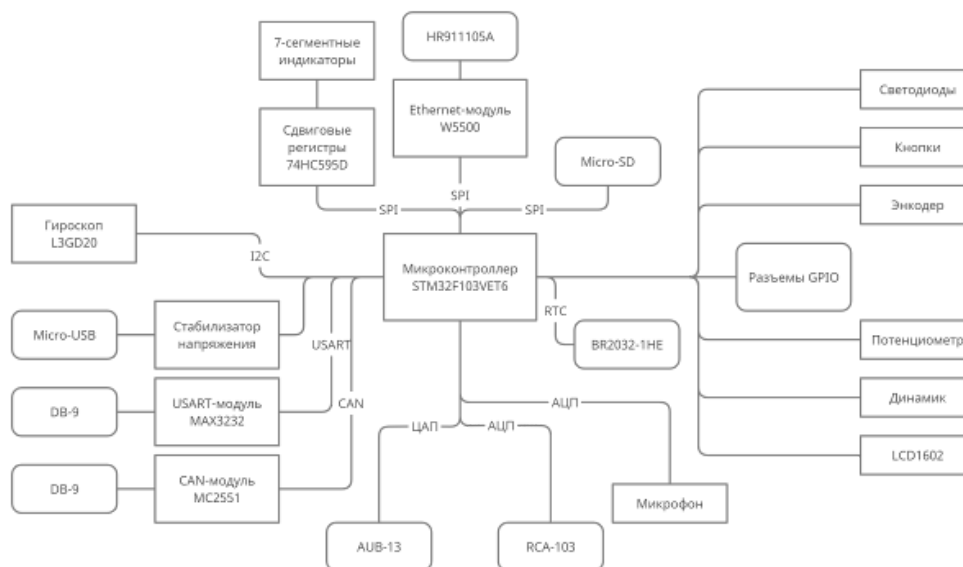 HR911105A
7-сегментные
индикаторы
Ethernet-модуль
W5500
Светодиоды
Сдвиговые
регистры
74HC595D
Кнопки
Micro-SD
SPI
SPI
SPI
Энкодер
Гироскоп
L3GD20
I2C
Микроконтроллер
STM32F103VET6
Разъемы GPIO
RTC
Micro-USB
Стабилизатор
напряжения
USART
BR2032-1HE
Потенциометр
DB-9
USART-модуль
MAX3232
CAN
АЦП
Динамик
ЦАП
АЦП
LCD1602
DB-9
CAN-модуль
MC2551
Микрофон
AUB-13
RCA-103